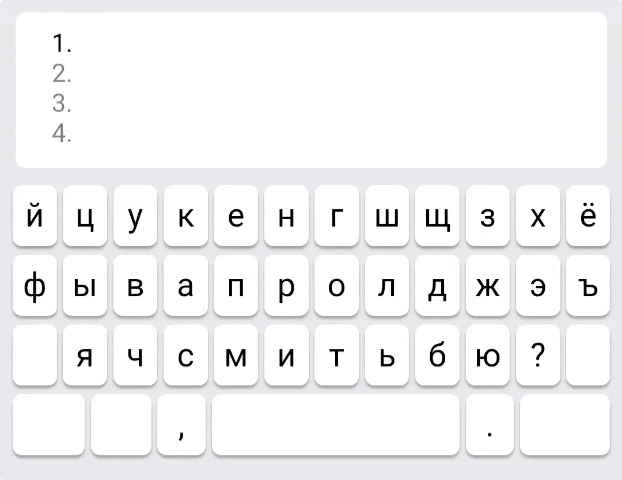 1.
2.
3.
4.
й ц у к е н г ш щ з х ё
ф ы в а п р о л д ж э ъ
я ч с м и т ь б ю ?
, .